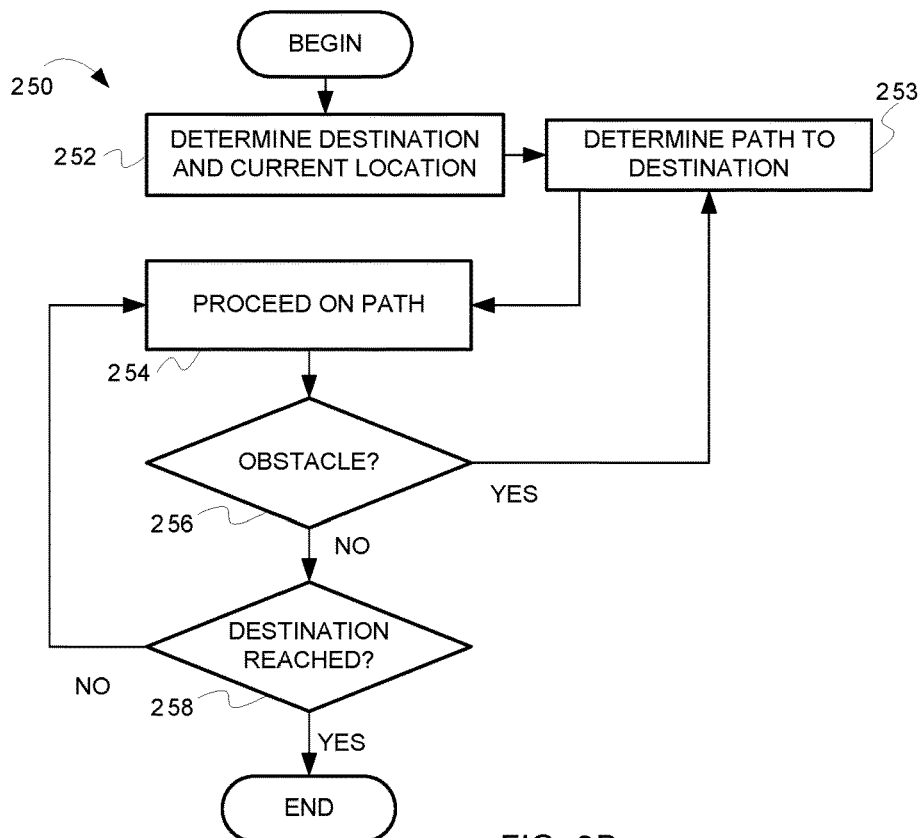 BEGIN
250
253
DETERMINE DESTINATION
AND CURRENT LOCATION
252
DETERMINE PATH TO
DESTINATION
PROCEED ON PATH
254
OBSTACLE?
YES
256
NO
DESTINATION
REACHED?
NO
258
YES
END